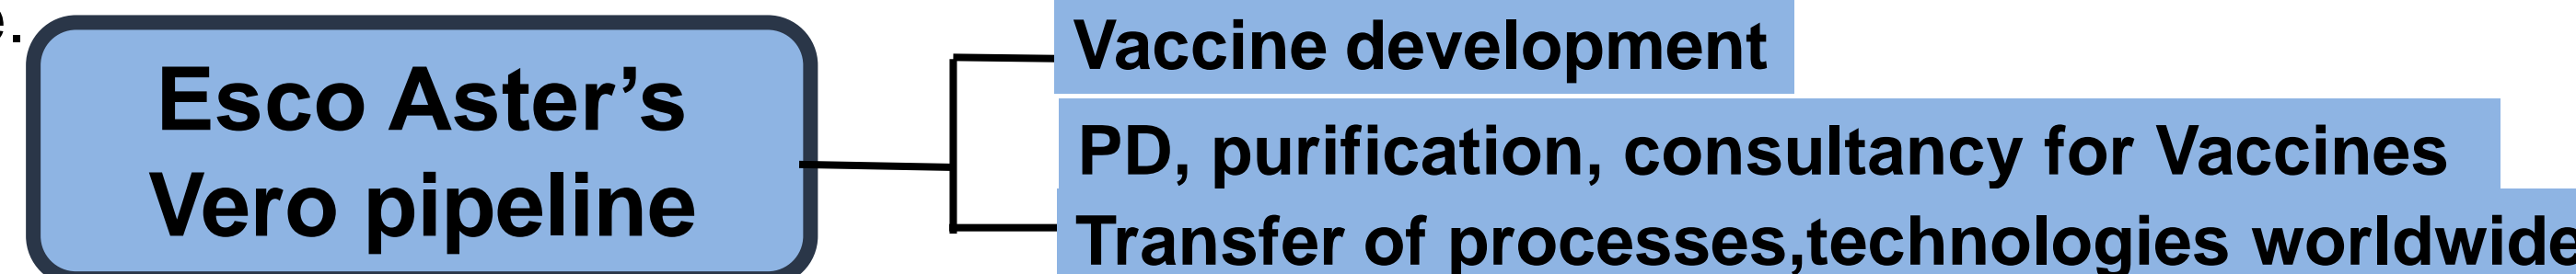 e.
Esco Aster’s
Vero pipeline
Vaccine development
PD, purification, consultancy for Vaccines
Transfer of processes,technologies worldwide